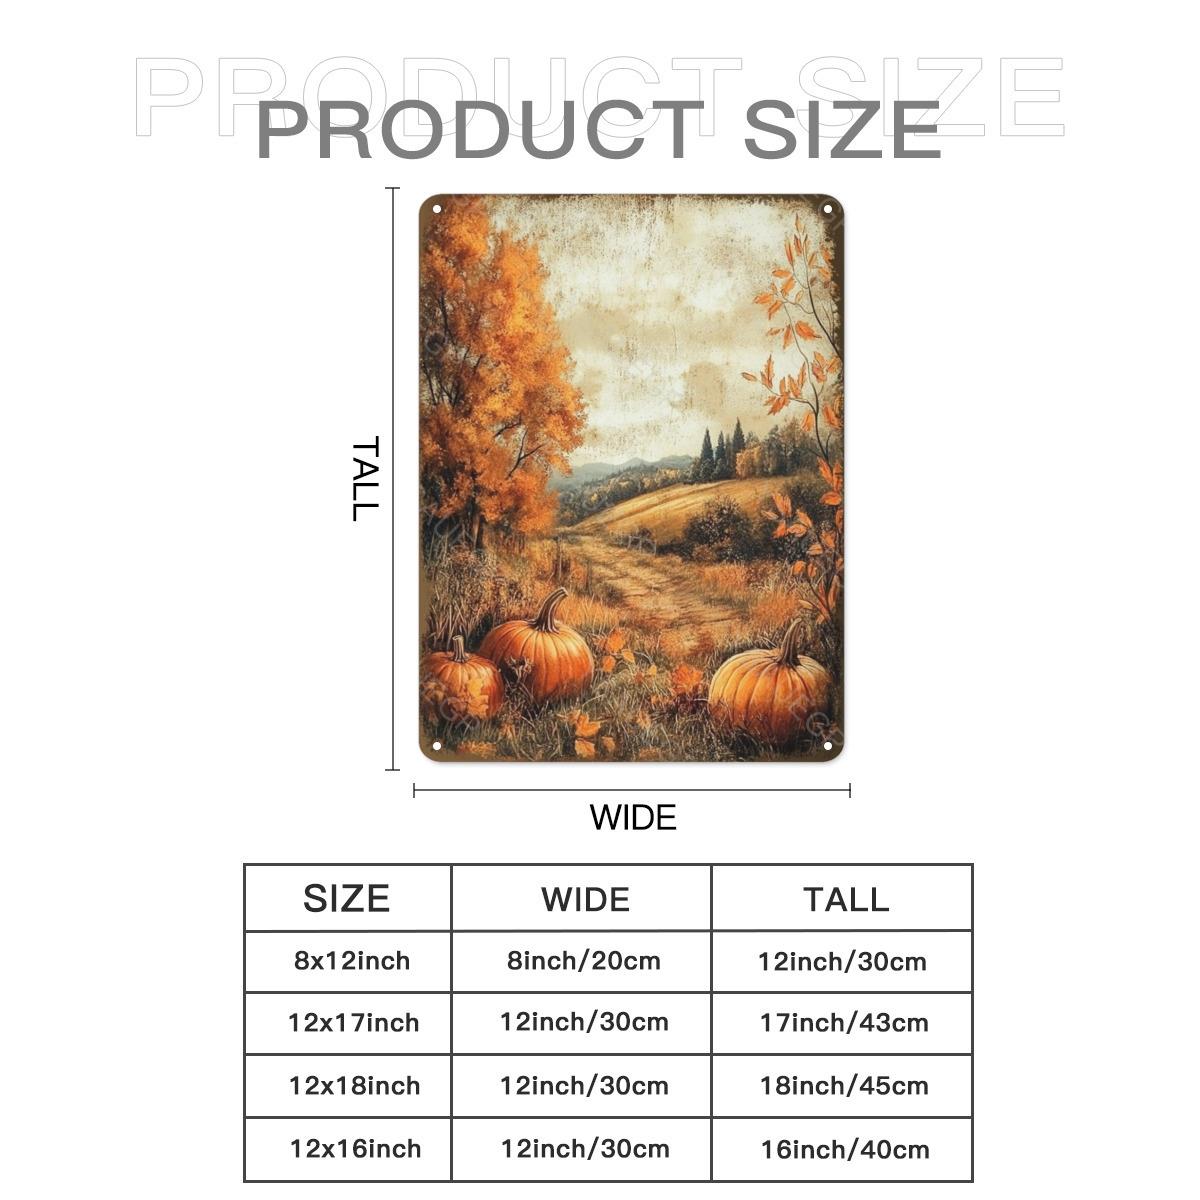 PRODUCT SIZE
PRODUCT SIZE
TALL
WIDE
SIZE WIDE TALL
8x12inch 8inch/20cm 12inch/30cm
12x17inch 12inch/30cm 17inch/43cm
12x18inch 12inch/30cm 18inch/45cm
12x16inch 12inch/30cm 16inch/40cm